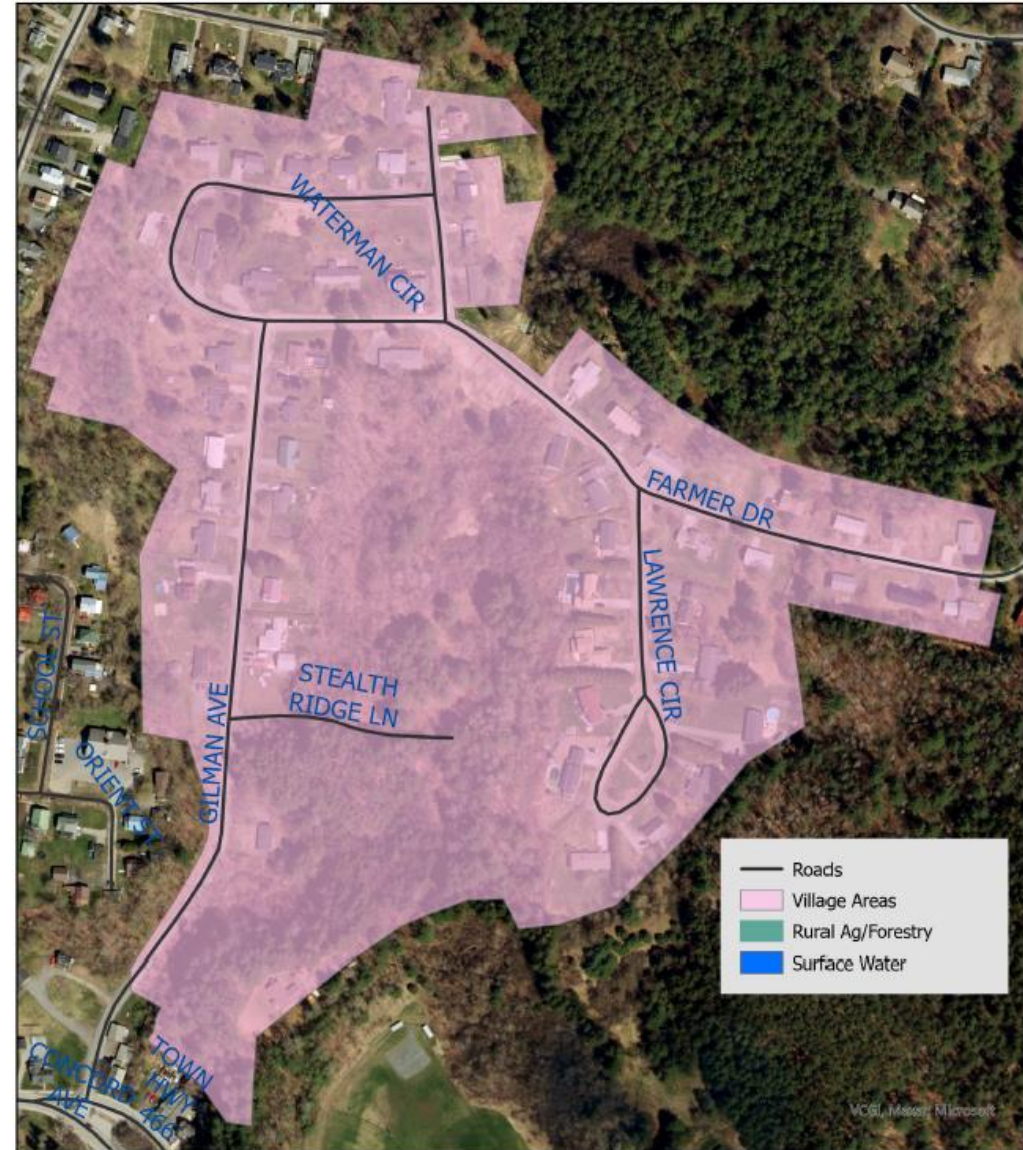 WATERMAN CIR
FARMER DR
LAWRENCE CIR
STEALTH
RIDGE LN
GILMAN AVE
SCHOOL ST
ORIENT ST
TOWN
HWY
466
CONCORD
AVE
Roads
Village Areas
Rural Ag/Forestry
Surface Water
VCGI, Maxar, Microsoft